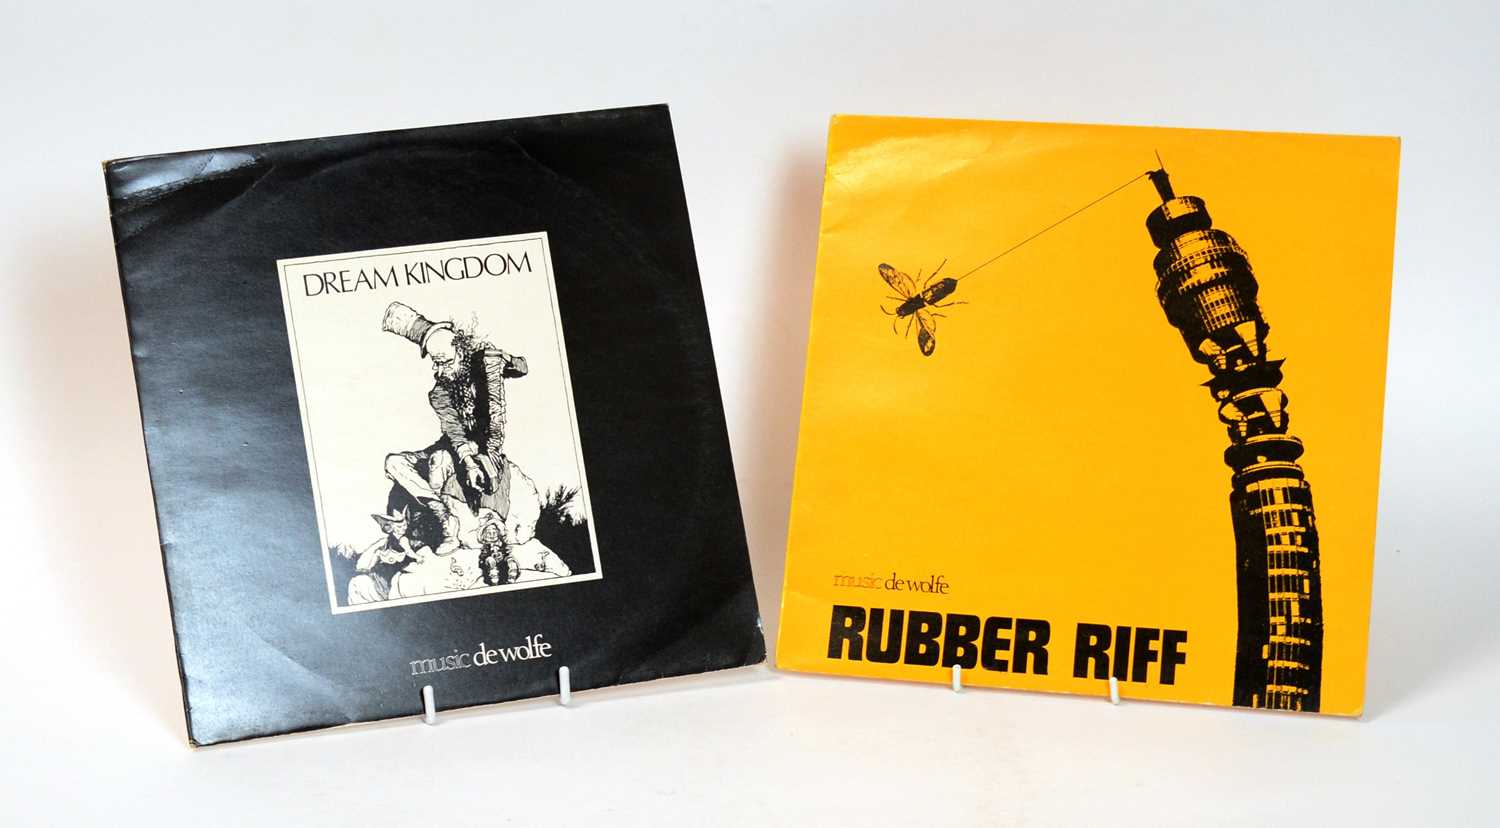 DREAM KINGDOM
music de wolfe
music de wolfe
RUBBER RIFF